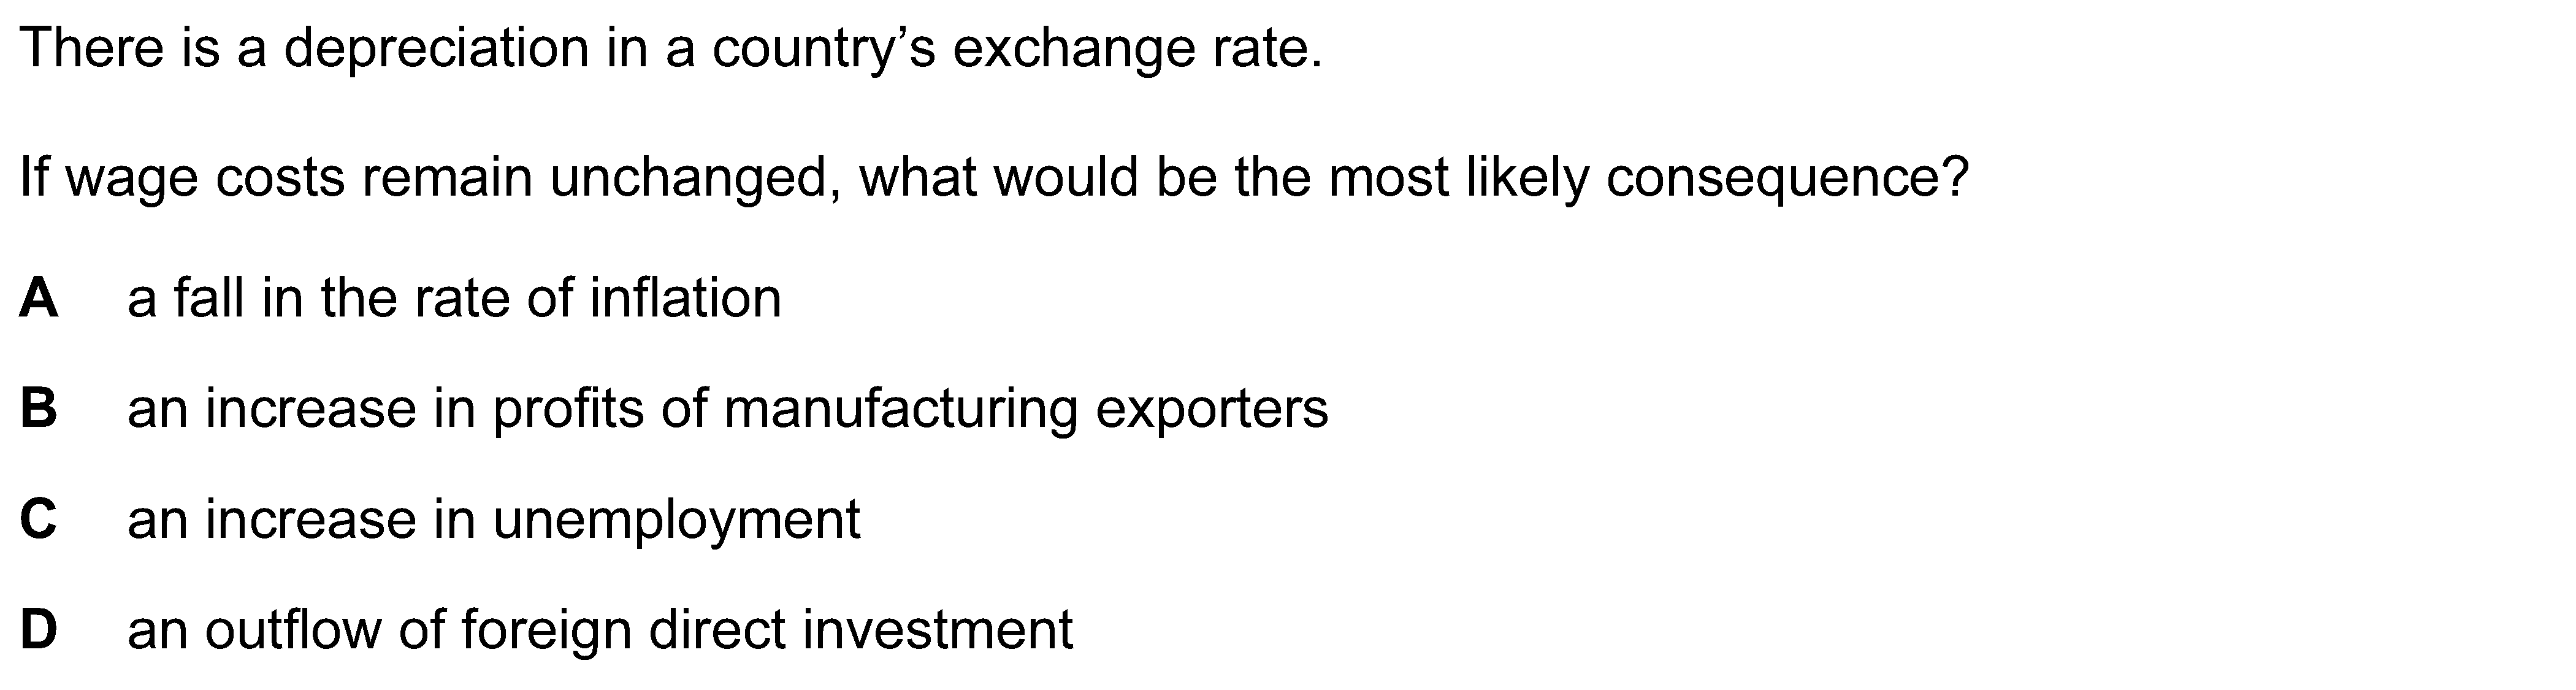 There is a depreciation in a country’s exchange rate.
If wage costs remain unchanged, what would be the most likely consequence?
A a fall in the rate of inflation
B an increase in profits of manufacturing exporters
C an increase in unemployment
D an outflow of foreign direct investment